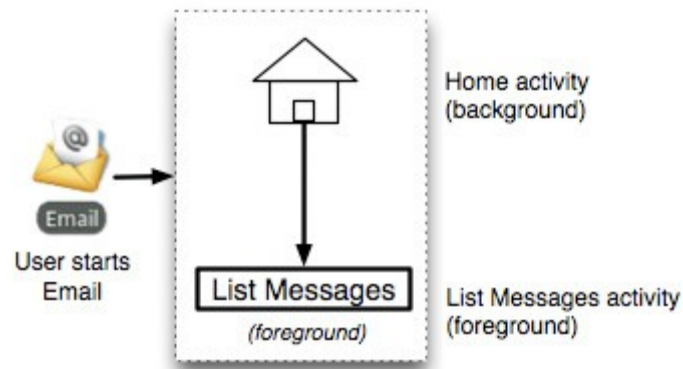 Home activity
(background)
@
Email
User starts
Email
List Messages
(foreground)
List Messages activity
(foreground)